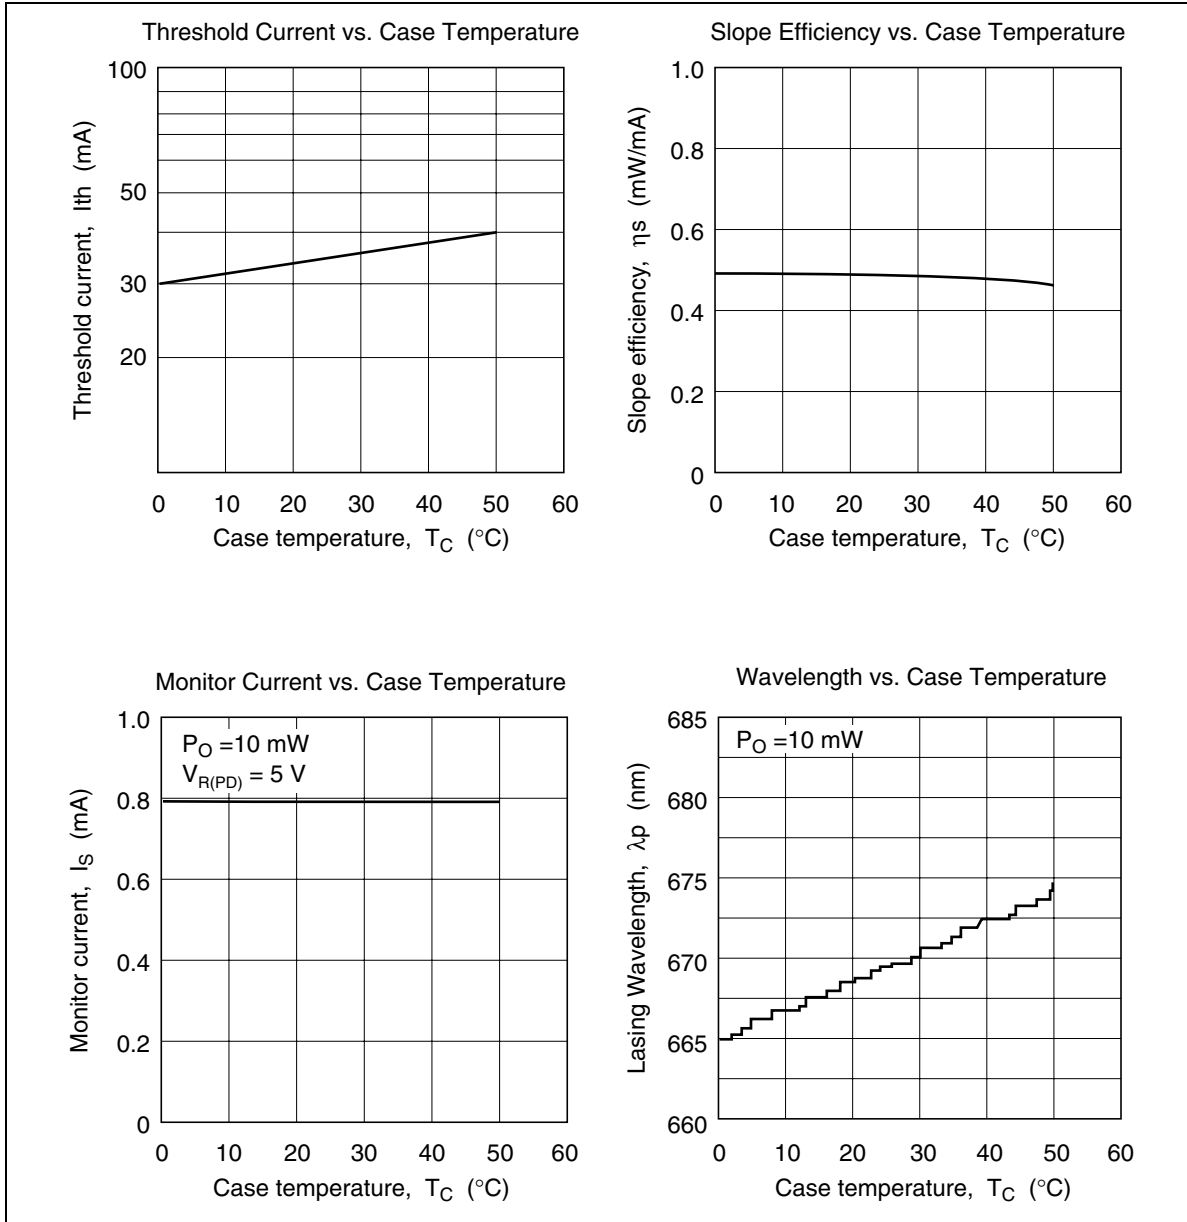 Threshold Current vs. Case Temperature
100
50
30
20
0 10 20 30 40 50 60
Threshold current, Ith (mA)
Case temperature, TC (°C)
Slope Efficiency vs. Case Temperature
1.0
0.8
0.6
0.4
0.2
0
0 10 20 30 40 50 60
Slope efficiency, ηs (mW/mA)
Case temperature, TC (°C)
Monitor Current vs. Case Temperature
PO =10 mW
VR(PD) = 5 V
1.0
0.8
0.6
0.4
0.2
0
0 10 20 30 40 50 60
Monitor current, IS (mA)
Case temperature, TC (°C)
Wavelength vs. Case Temperature
PO =10 mW
685
680
675
670
665
660
0 10 20 30 40 50 60
Lasing Wavelength, λp (nm)
Case temperature, TC (°C)